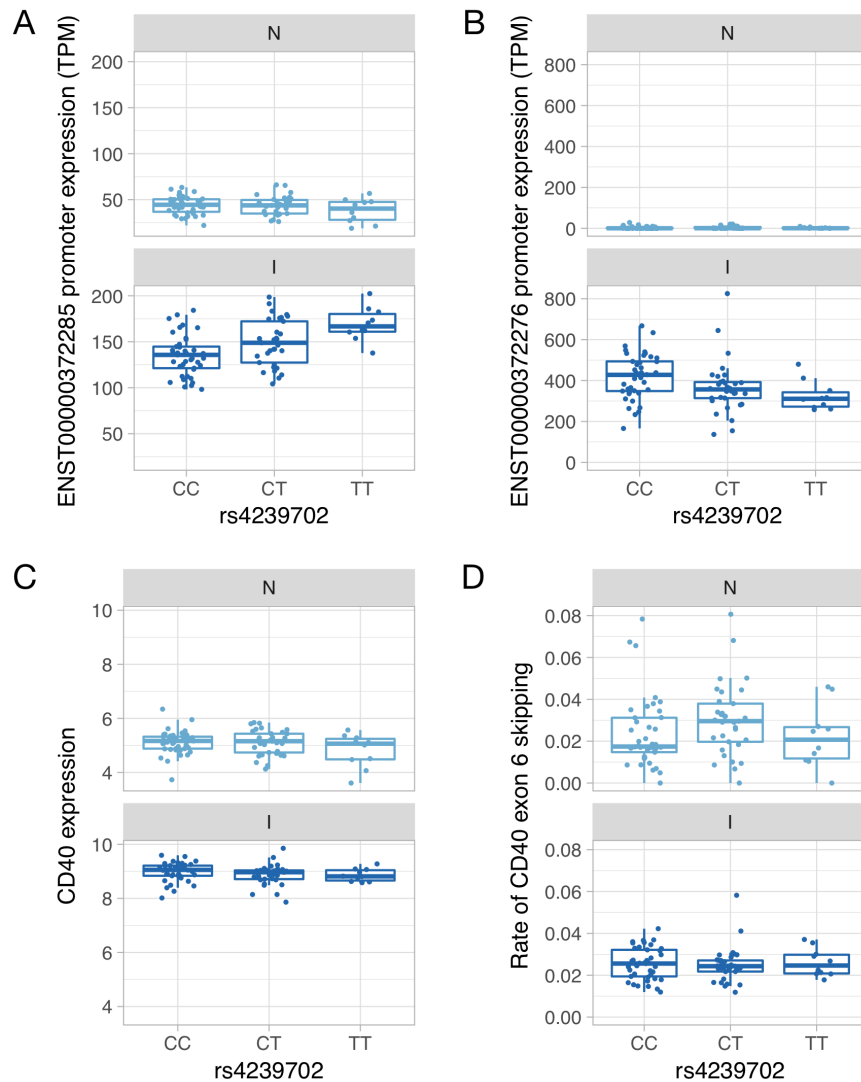 A
ENST00000372285 promoter expression (TPM)
N
200
150
100
50
I
200
150
100
50
CC CT TT
rs4239702
B
ENST00000372276 promoter expression (TPM)
N
800
600
400
200
0
I
800
600
400
200
0
CC CT TT
rs4239702
C
CD40 expression
N
10
8
6
4
I
10
8
6
4
CC CT TT
rs4239702
D
Rate of CD40 exon 6 skipping
N
0.08
0.06
0.04
0.02
0.00
I
0.08
0.06
0.04
0.02
0.00
CC CT TT
rs4239702